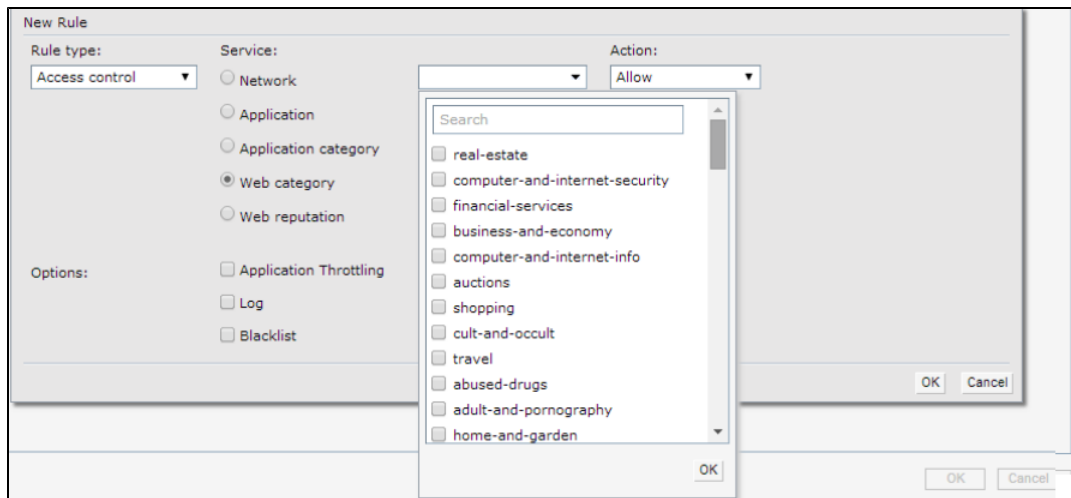 New Rule
Rule type:
Service:
Action:
Access control
Network
Allow
Application
Application category
Web category
Web reputation
Options:
Application Throttling
Log
Blacklist
Search
real-estate
computer-and-internet-security
financial-services
business-and-economy
computer-and-internet-info
auctions
shopping
cult-and-occult
travel
abused-drugs
adult-and-pornography
home-and-garden
OK
OK
Cancel
OK
Cancel